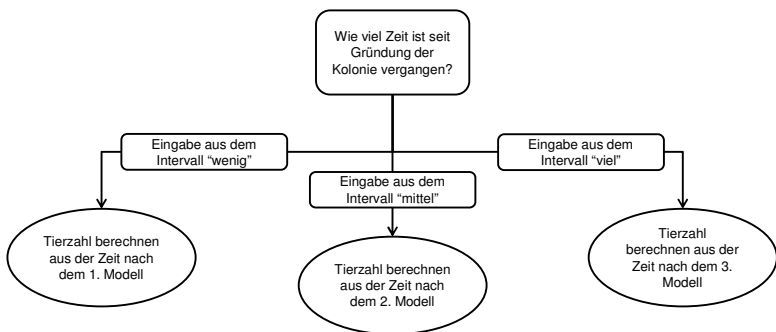 Wie viel Zeit ist seit
Gründung der
Kolonie vergangen?
Eingabe aus dem
Intervall “wenig”
Eingabe aus dem
Intervall “mittel”
Eingabe aus dem
Intervall “viel”
Tierzahl berechnen
aus der Zeit nach
dem 1. Modell
Tierzahl berechnen
aus der Zeit nach
dem 2. Modell
Tierzahl
berechnen aus der
Zeit nach dem 3.
Modell